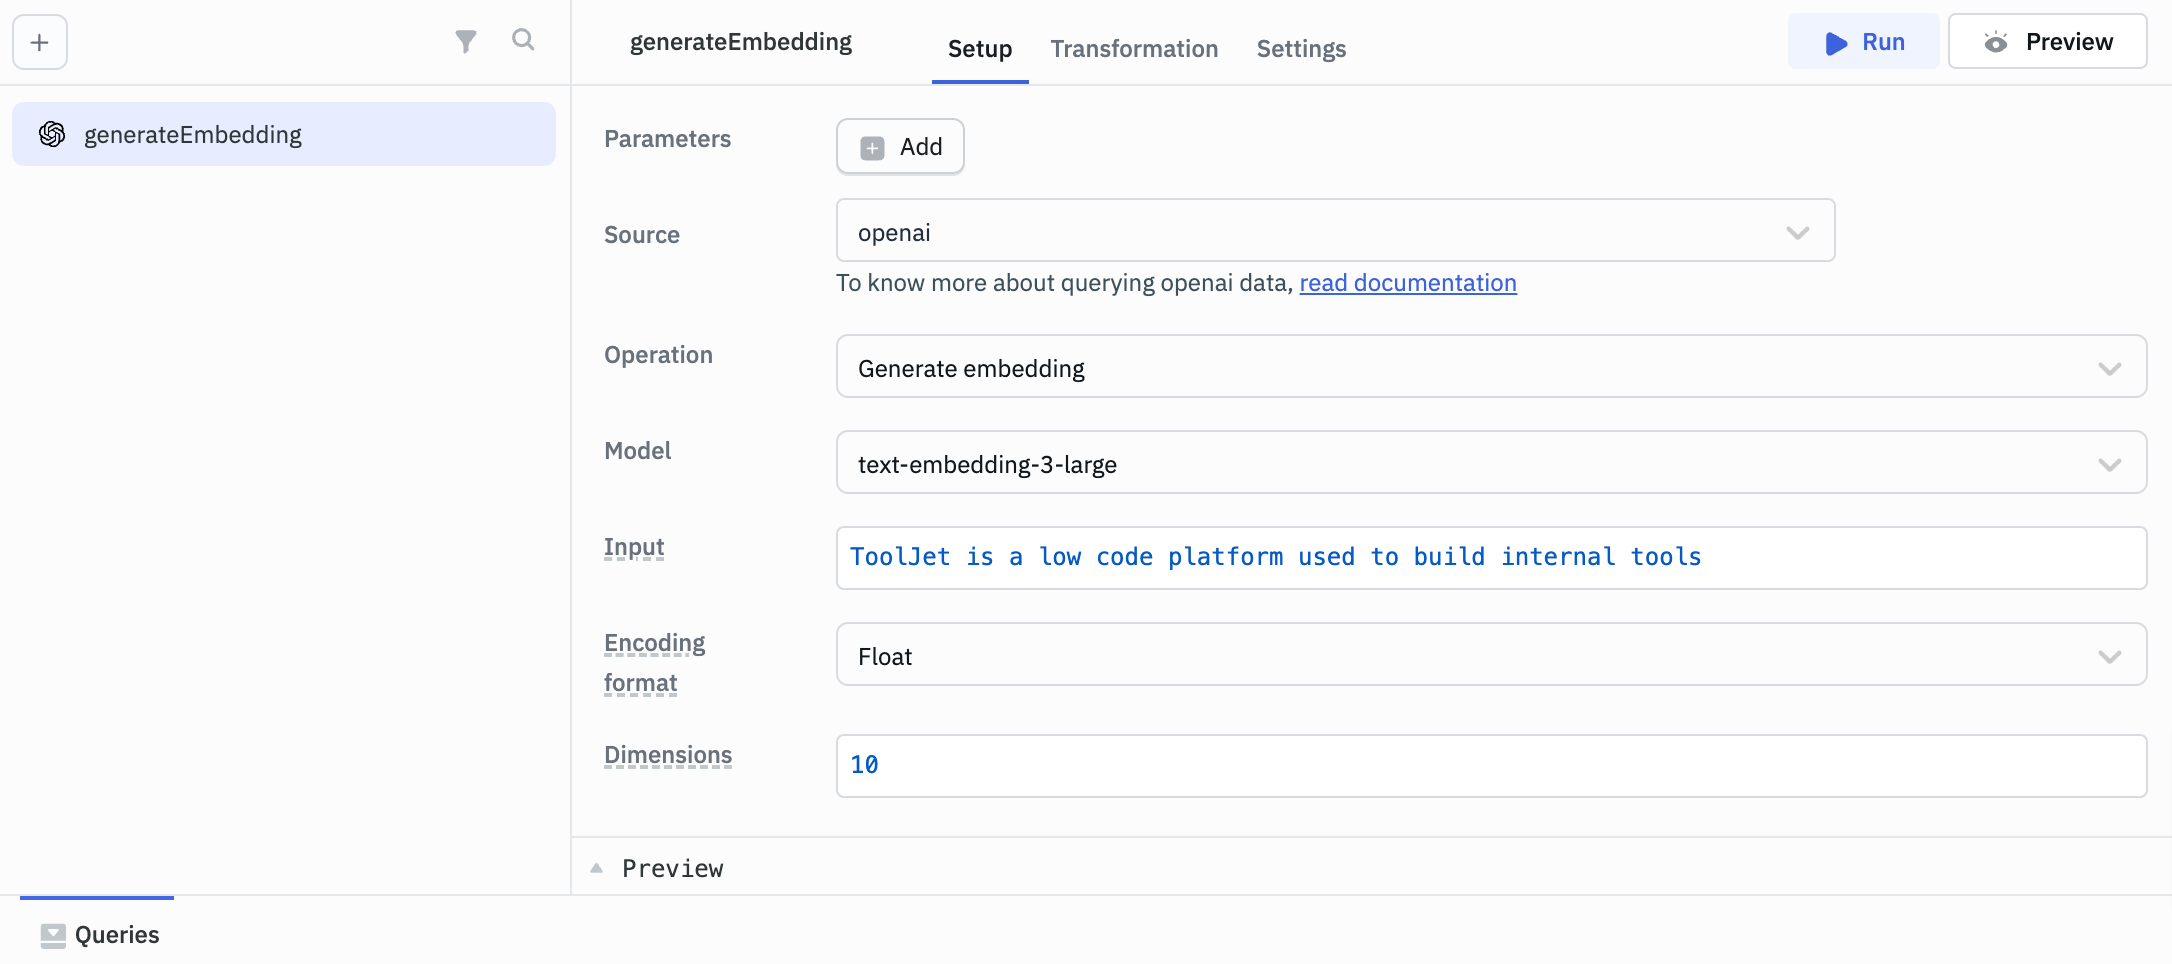 generateEmbedding
Setup
Transformation
Settings
Run
Preview
generateEmbedding
Parameters
Add
Source
openai
To know more about querying openai data, read documentation
Operation
Generate embedding
Model
text-embedding-3-large
Input
ToolJet is a low code platform used to build internal tools
Encoding
format
Float
Dimensions
10
Preview
Queries